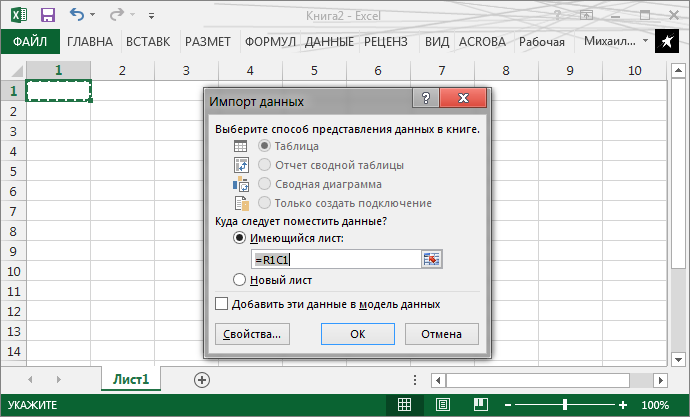 Книга2 - Excel
ФАЙЛ ГЛАВНА ВСТАВК РАЗМЕТ ФОРМУЛ ДАННЫЕ РЕЦЕНЗ ВИД ACROBA Рабочая Михаил...
1 2 3 4 5 6 7 8 9 10
1
2
3
4
5
6
7
8
9
10
11
12
13
14
Импорт данных ?
Выберите способ представления данных в книге.
Таблица
Отчет сводной таблицы
Сводная диаграмма
Только создать подключение
Куда следует поместить данные?
Имеющийся лист:
=R1C1
Новый лист
Добавить эти данные в модель данных
Свойства... ОК Отмена
Лист1
УКАЖИТЕ 100%